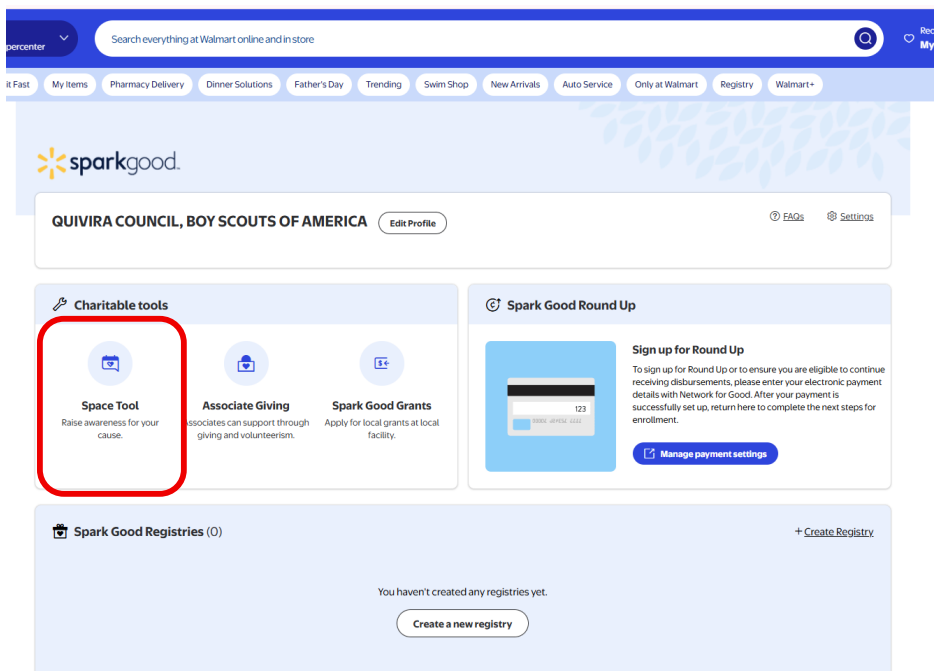 percenter
Search everything at Walmart online and in store
Rec
My
it Fast
My Items
Pharmacy Delivery
Dinner Solutions
Father's Day
Trending
Swim Shop
New Arrivals
Auto Service
Only at Walmart
Registry
Walmart+
sparkgood
QUIVIRA COUNCIL, BOY SCOUTS OF AMERICA
Edit Profile
FAQs
Settings
Charitable tools
Space Tool
Raise awareness for your
cause.
Associate Giving
Associates can support through
giving and volunteerism.
Spark Good Grants
Apply for local grants at local
facility.
Spark Good Round Up
123
Sign up for Round Up
To sign up for Round Up or to ensure you are eligible to continue
receiving disbursements, please enter your electronic payment
details with Network for Good. After your payment is
successfully set up, return here to complete the next steps for
enrollment.
Manage payment settings
Spark Good Registries (0)
+ Create Registry
You haven't created any registries yet.
Create a new registry